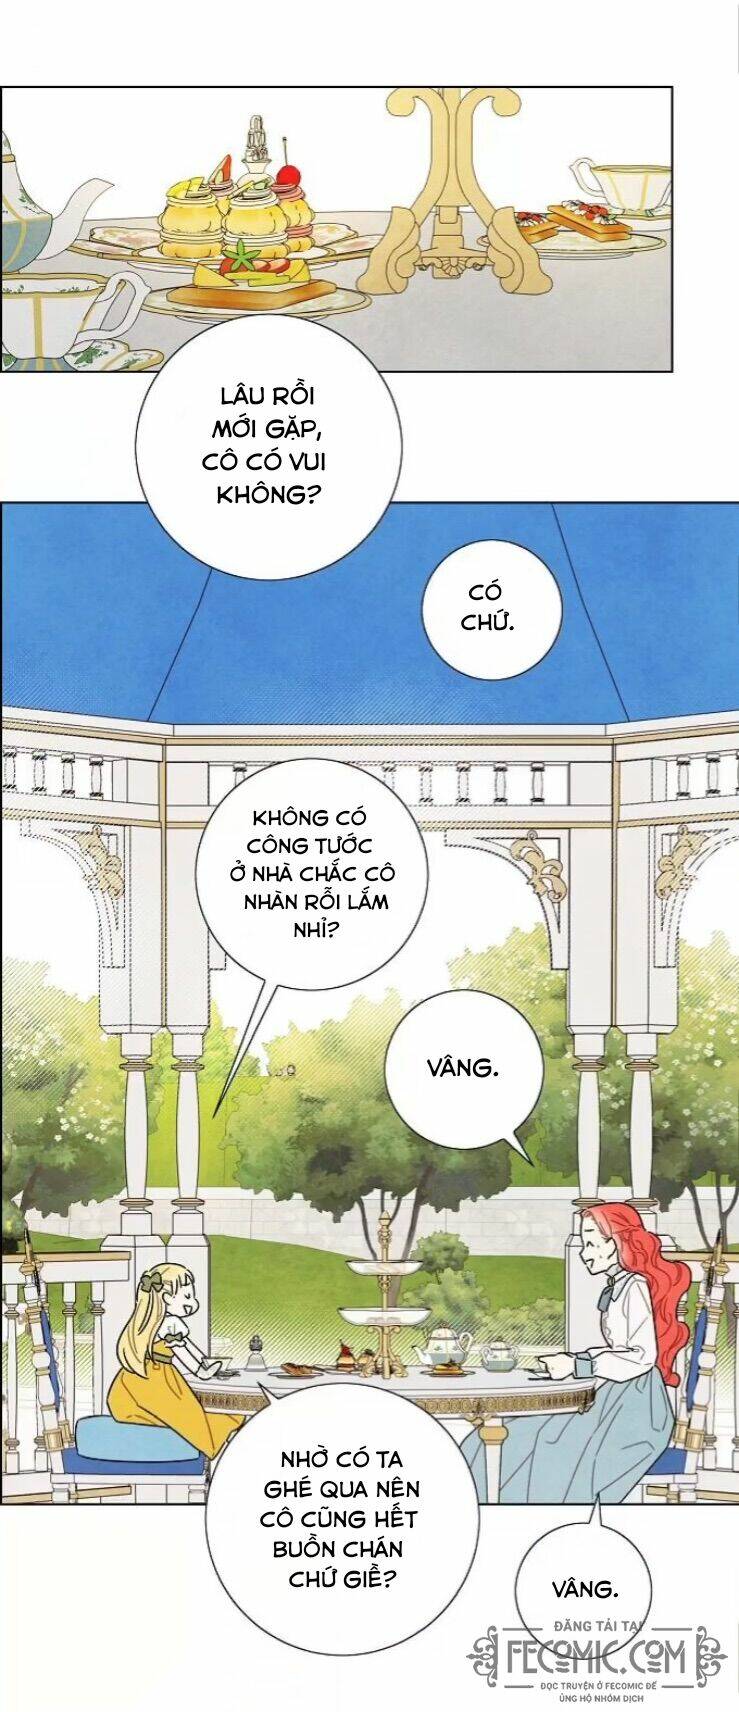 LÂU RỒI
MỚI GẶP,
CÔ CÓ VUI
KHÔNG?
CÓ
CHỨ.
KHÔNG CÓ
CÔNG TƯỚC
Ở NHÀ CHẮC CÔ
NHÀN RỖI LẮM
NHỈ?
VÂNG.
NHỜ CÓ TA
GHÉ QUA NÊN
CÔ CŨNG HẾT
BUỒN CHÁN
CHỨ GIỀ?
VÂNG.
ĐĂNG TẢI TẠI
FECOMIC.COM
ĐỌC TRUYỆN Ở FECOMIC ĐỂ
ỦNG HỘ NHÓM DỊCH